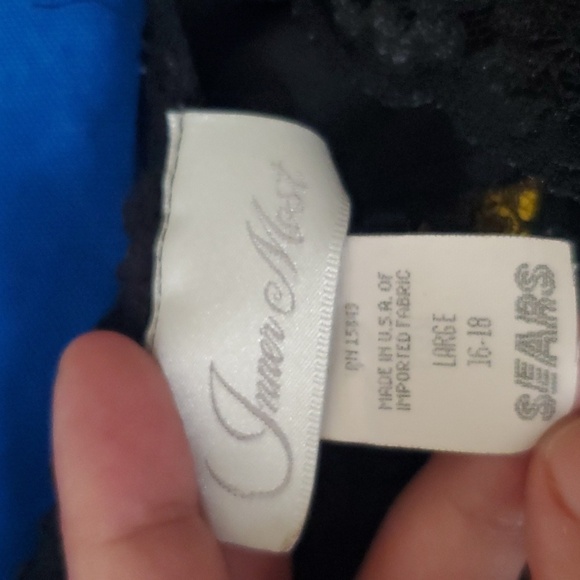 Inner Most
RN 15843
MADE IN U.S.A. OF
IMPORTED FABRIC
LARGE
16-18
SEARS